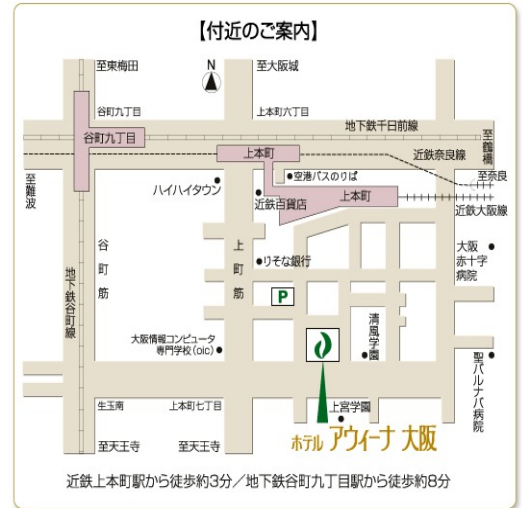 【付近のご案内】
至東梅田
N
至大阪城
谷町九丁目
上本町六丁目
地下鉄千日前線
谷町九丁目
上本町
近鉄奈良線
至鶴橋
至奈良
至難波
ハイハイタウン
空港バスのりば
近鉄百貨店
上本町
近鉄大阪線
谷町筋
上町筋
りそな銀行
大阪
赤十字
病院
地下鉄谷町線
P
清風学園
大阪情報コンピュータ
専門学校(oic)
聖バルナバ病院
生玉南
上本町七丁目
上宮学園
至天王寺
至天王寺
ホテル アウィーナ 大阪
近鉄上本町駅から徒歩約3分/地下鉄谷町九丁目駅から徒歩約8分